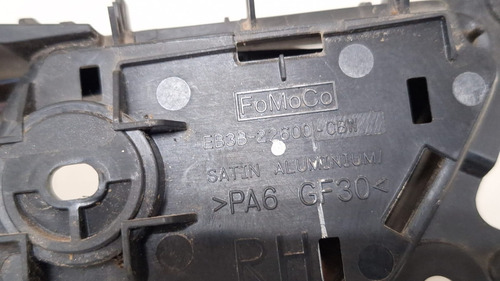 FoMoCo
EB3B-22600-CBW
SATIN ALUMINIUM
>PA6 GF30<
RH